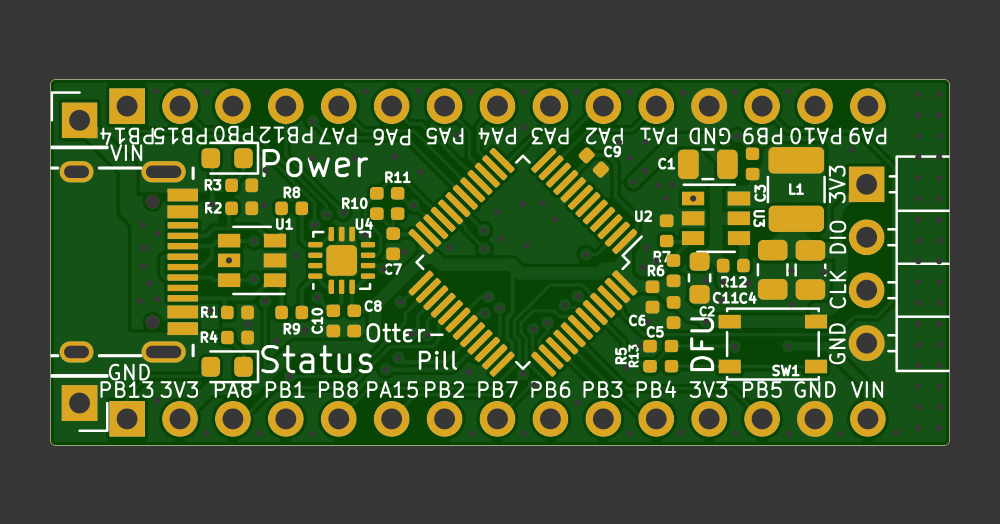 PB14 PB15 PB0 PB12 PA7 PA6 PA5 PA4 PA3 PA2 PA1 GND PB9 PA10 PA9
VIN
Power
C9
C1
R3
R8
R11
L1
C3
3V3
R2
R10
U1
U4
U2
U3
DIO
C7
R7
R6
R12
C11 C4
CLK
R1
R9
C10
C8
C6
C5
C2
R4
Otter-
Pill
Status
R5
R13
DFU
SW1
GND
GND
PB13 3V3 PA8 PB1 PB8 PA15 PB2 PB7 PB6 PB3 PB4 3V3 PB5 GND VIN